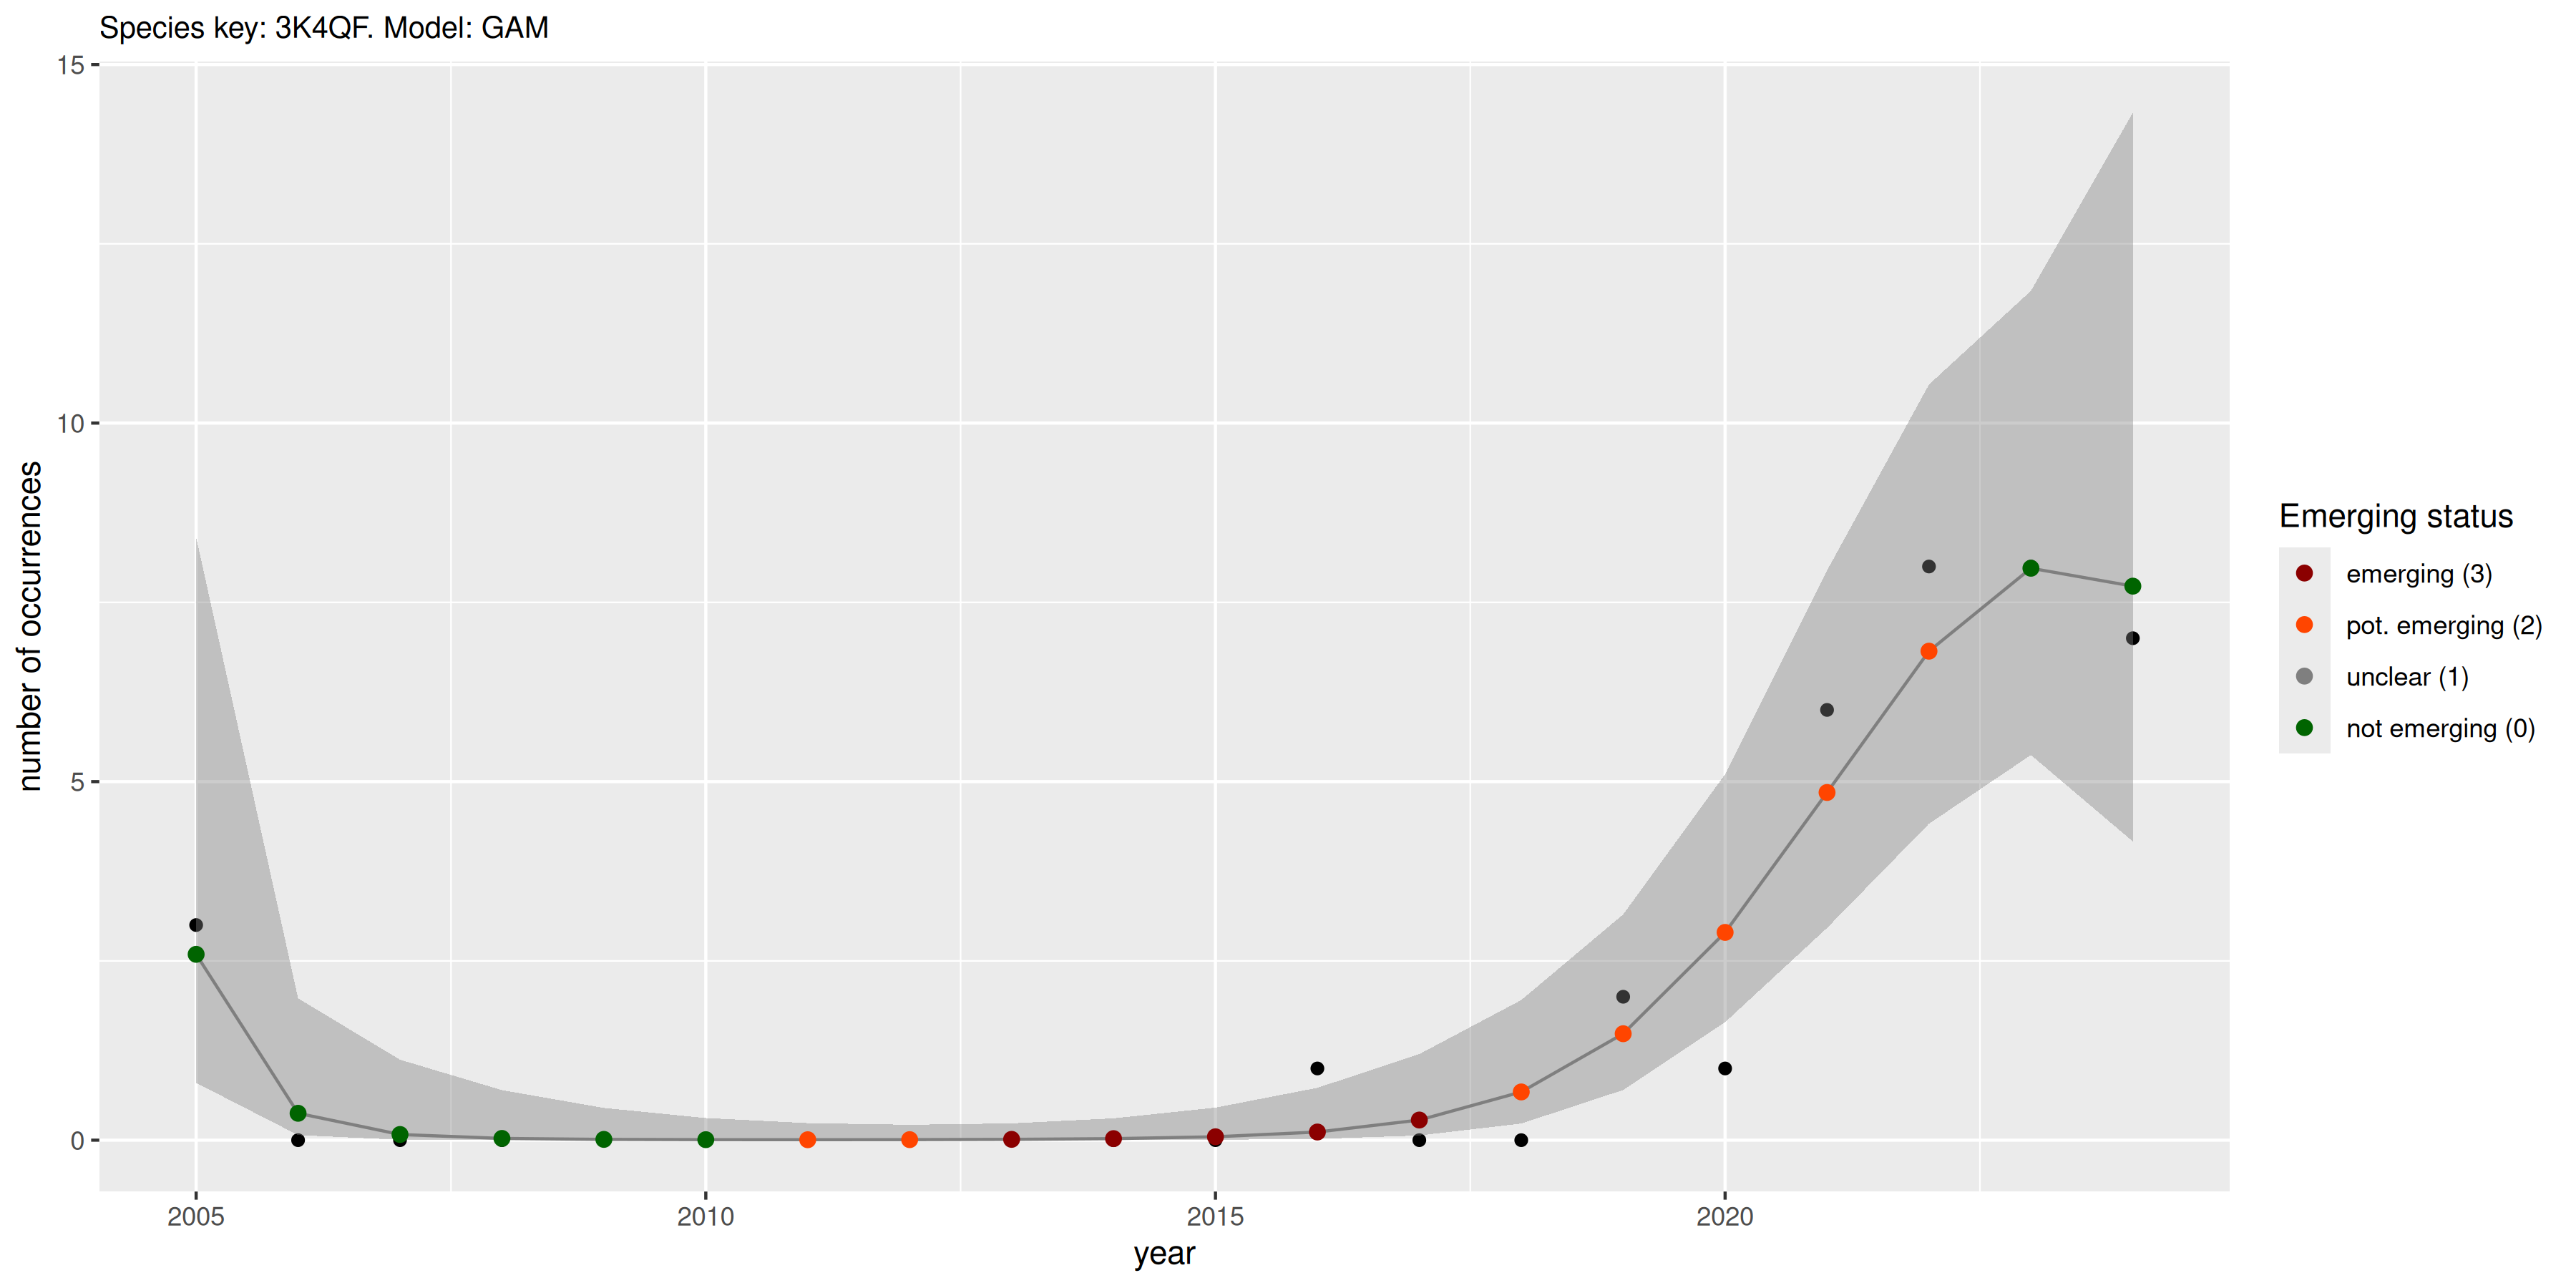 Species key: 3K4QF. Model: GAM
15
10
5
0
number of occurrences
2005 2010 2015 2020
year
Emerging status
emerging (3)
pot. emerging (2)
unclear (1)
not emerging (0)